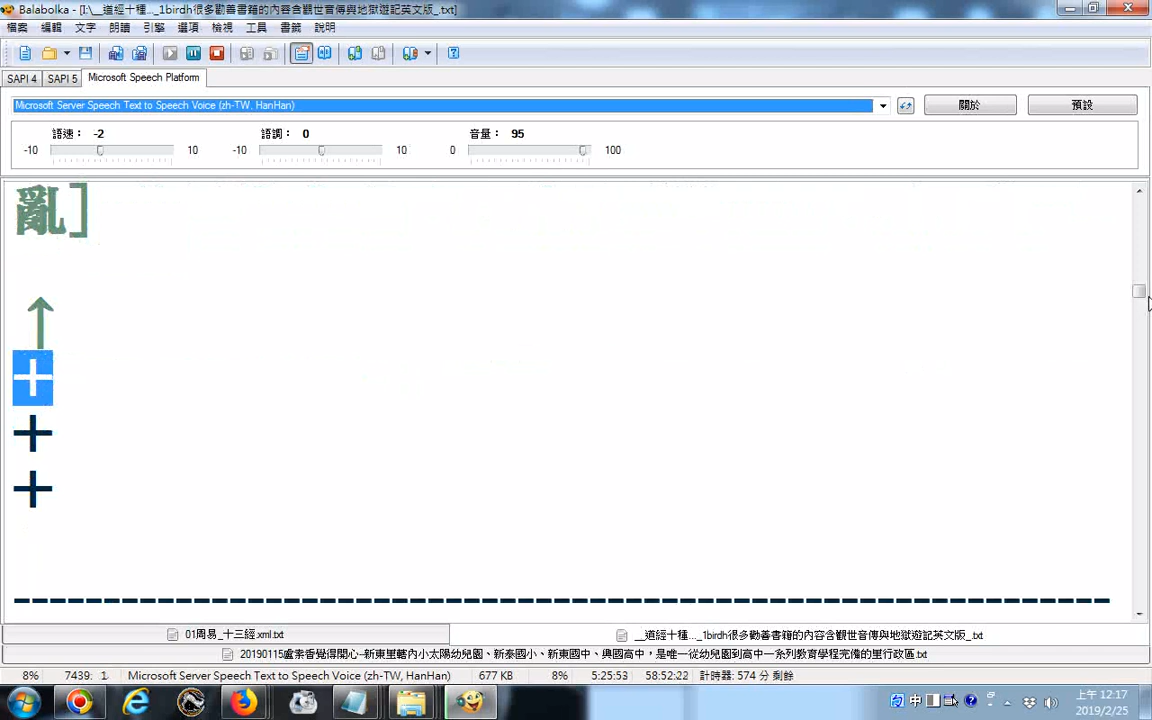 Balabolka - [I:\__道經十種..._1birdh很多勸善書籍的內容含觀世音傳與地獄遊記英文版_.txt]
檔案 編輯 文字 朗讀 引擎 選項 檢視 工具 書籤 說明
SAPI 4 SAPI 5 Microsoft Speech Platform
Microsoft Server Speech Text to Speech Voice (zh-TW, HanHan) 關於 預設
語速： -2 語調： 0 音量： 95
-10 10 -10 10 0 100
亂]
↑
+
+
+
--------------------------------------------------------------
01周易_十三經.xml.txt __道經十種..._1birdh很多勸善書籍的內容含觀世音傳與地獄遊記英文版_.txt
20190115盧素香覺得開心--新東里轄內小太陽幼兒園、新泰國小、新東國中、興國高中，是唯一從幼兒園到高中一系列教育學程完備的里行政區.txt
8% 7439: 1 Microsoft Server Speech Text to Speech Voice (zh-TW, HanHan) 677 KB 8% 5:25:53 58:52:22 計時器: 574 分 剩餘
中 上午 12:17
2019/2/25